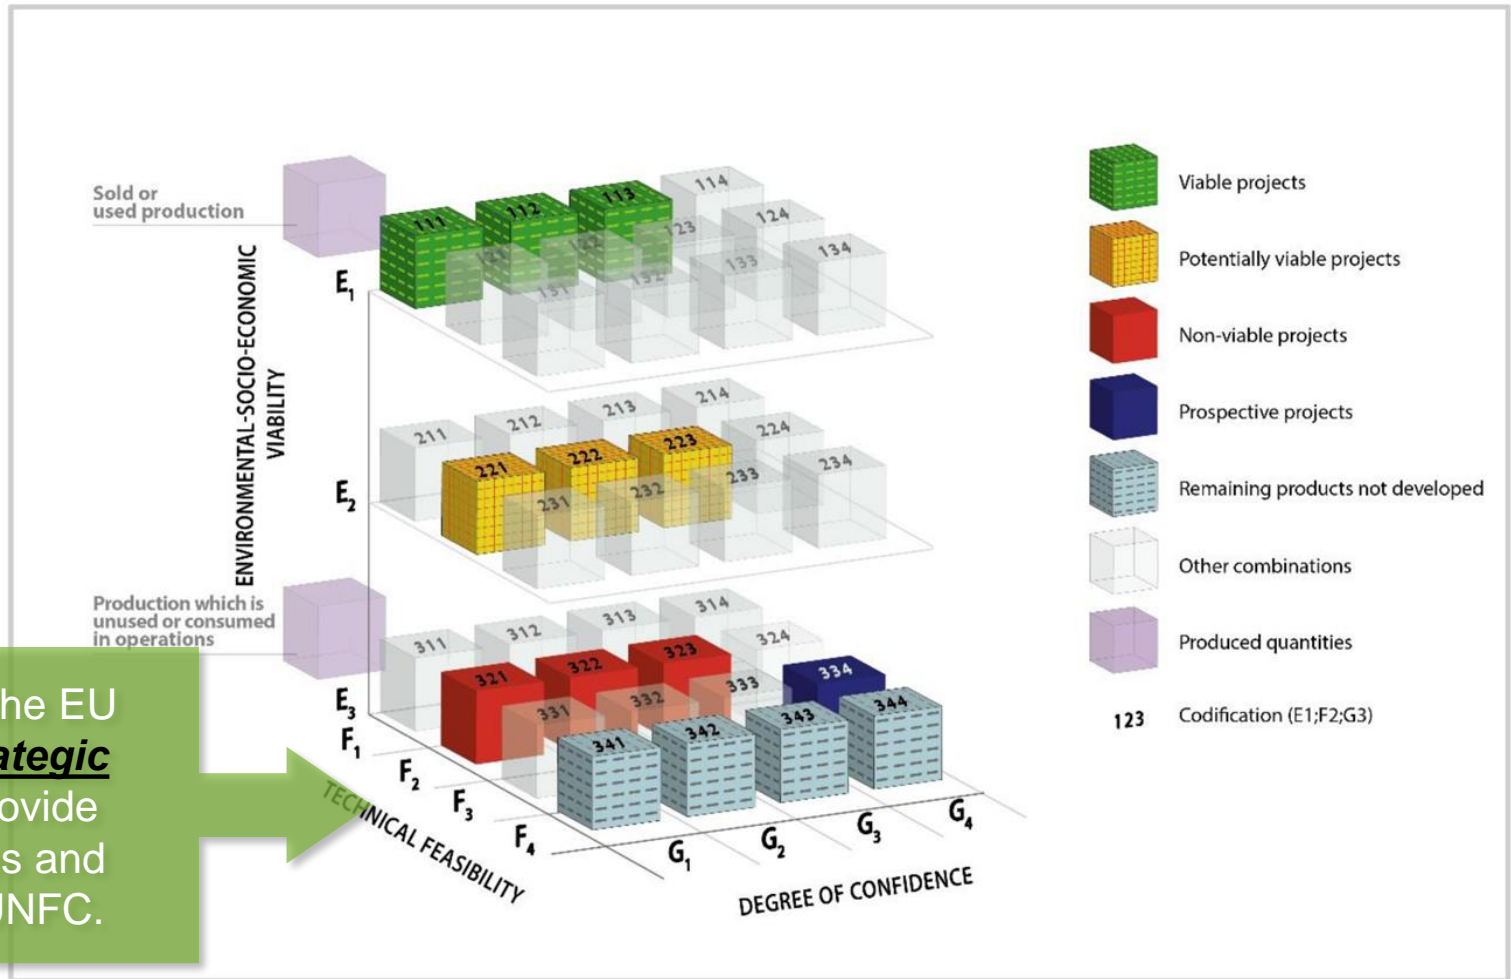 Sold or
used production
ENVIRONMENTAL-SOCIO-ECONOMIC
VIABILITY
E1
111
112
113
114
121
122
123
124
131
132
133
134
E2
211
212
213
214
221
222
223
224
231
232
233
234
Production which is
unused or consumed
in operations
E3
311
312
313
314
321
322
323
324
331
332
333
334
341
342
343
344
F1
F2
F3
F4
TECHNICAL FEASIBILITY
G1
G2
G3
G4
DEGREE OF CONFIDENCE
the EU
ategic
ovide
s and
UNFC.
Viable projects
Potentially viable projects
Non-viable projects
Prospective projects
Remaining products not developed
Other combinations
Produced quantities
123 Codification (E1;F2;G3)